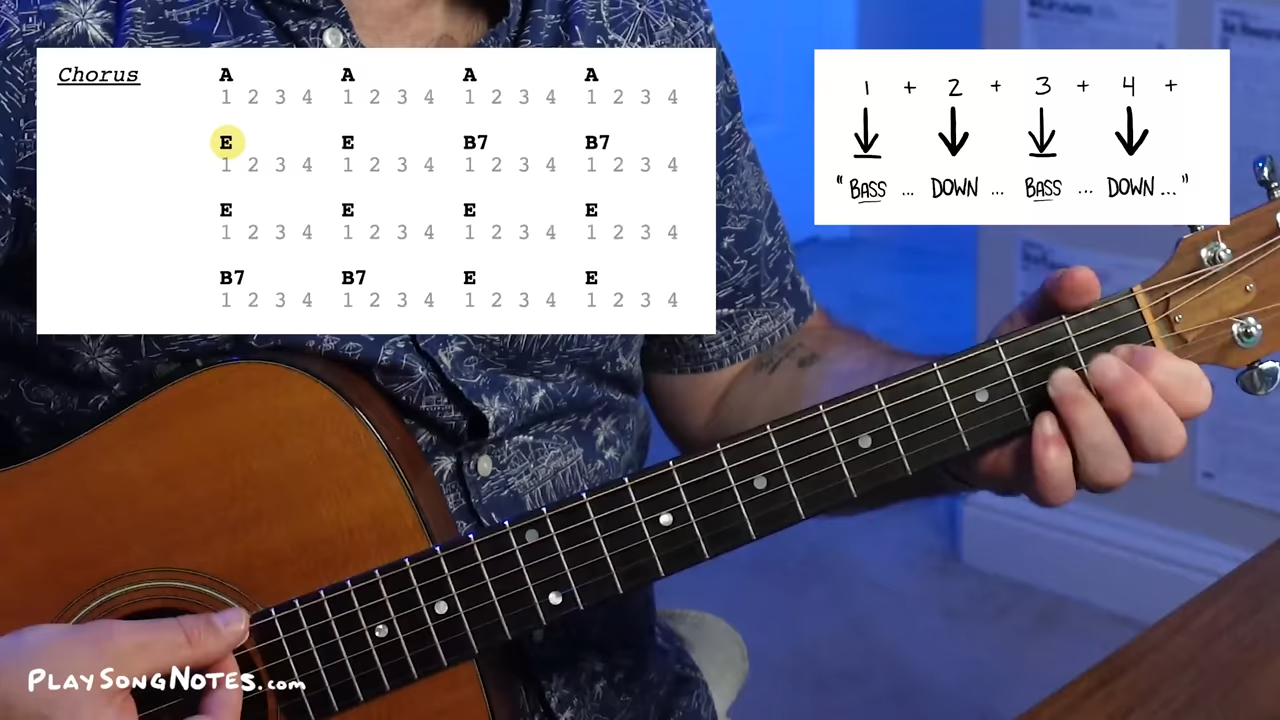 Chorus
A A A A
1 2 3 4 1 2 3 4 1 2 3 4 1 2 3 4
E E B7 B7
1 2 3 4 1 2 3 4 1 2 3 4 1 2 3 4
E E E E
1 2 3 4 1 2 3 4 1 2 3 4 1 2 3 4
B7 B7 E E
1 2 3 4 1 2 3 4 1 2 3 4 1 2 3 4
1 + 2 + 3 + 4 +
“BASS ... DOWN ... BASS ... DOWN ...”
PLAYSONGNOTES.com